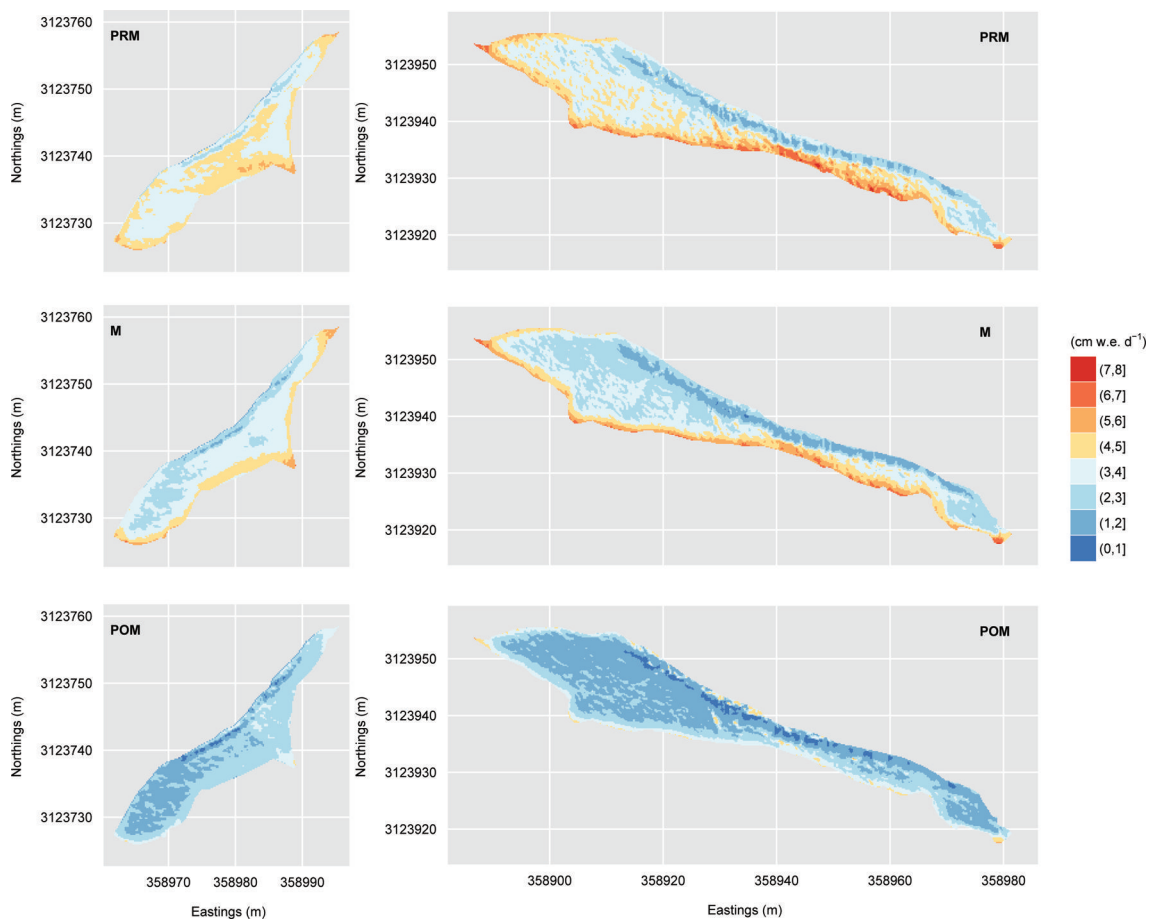 3123760
PRM
3123750
3123740
3123730
Northings (m)
PRM
3123950
3123940
3123930
3123920
Northings (m)
3123760
M
3123750
3123740
3123730
Northings (m)
M
3123950
3123940
3123930
3123920
Northings (m)
(cm w.e. d⁻¹)
(7,8]
(6,7]
(5,6]
(4,5]
(3,4]
(2,3]
(1,2]
(0,1]
3123760
POM
3123750
3123740
3123730
Northings (m)
358970 358980 358990
Eastings (m)
POM
3123950
3123940
3123930
3123920
Northings (m)
358900 358920 358940 358960 358980
Eastings (m)